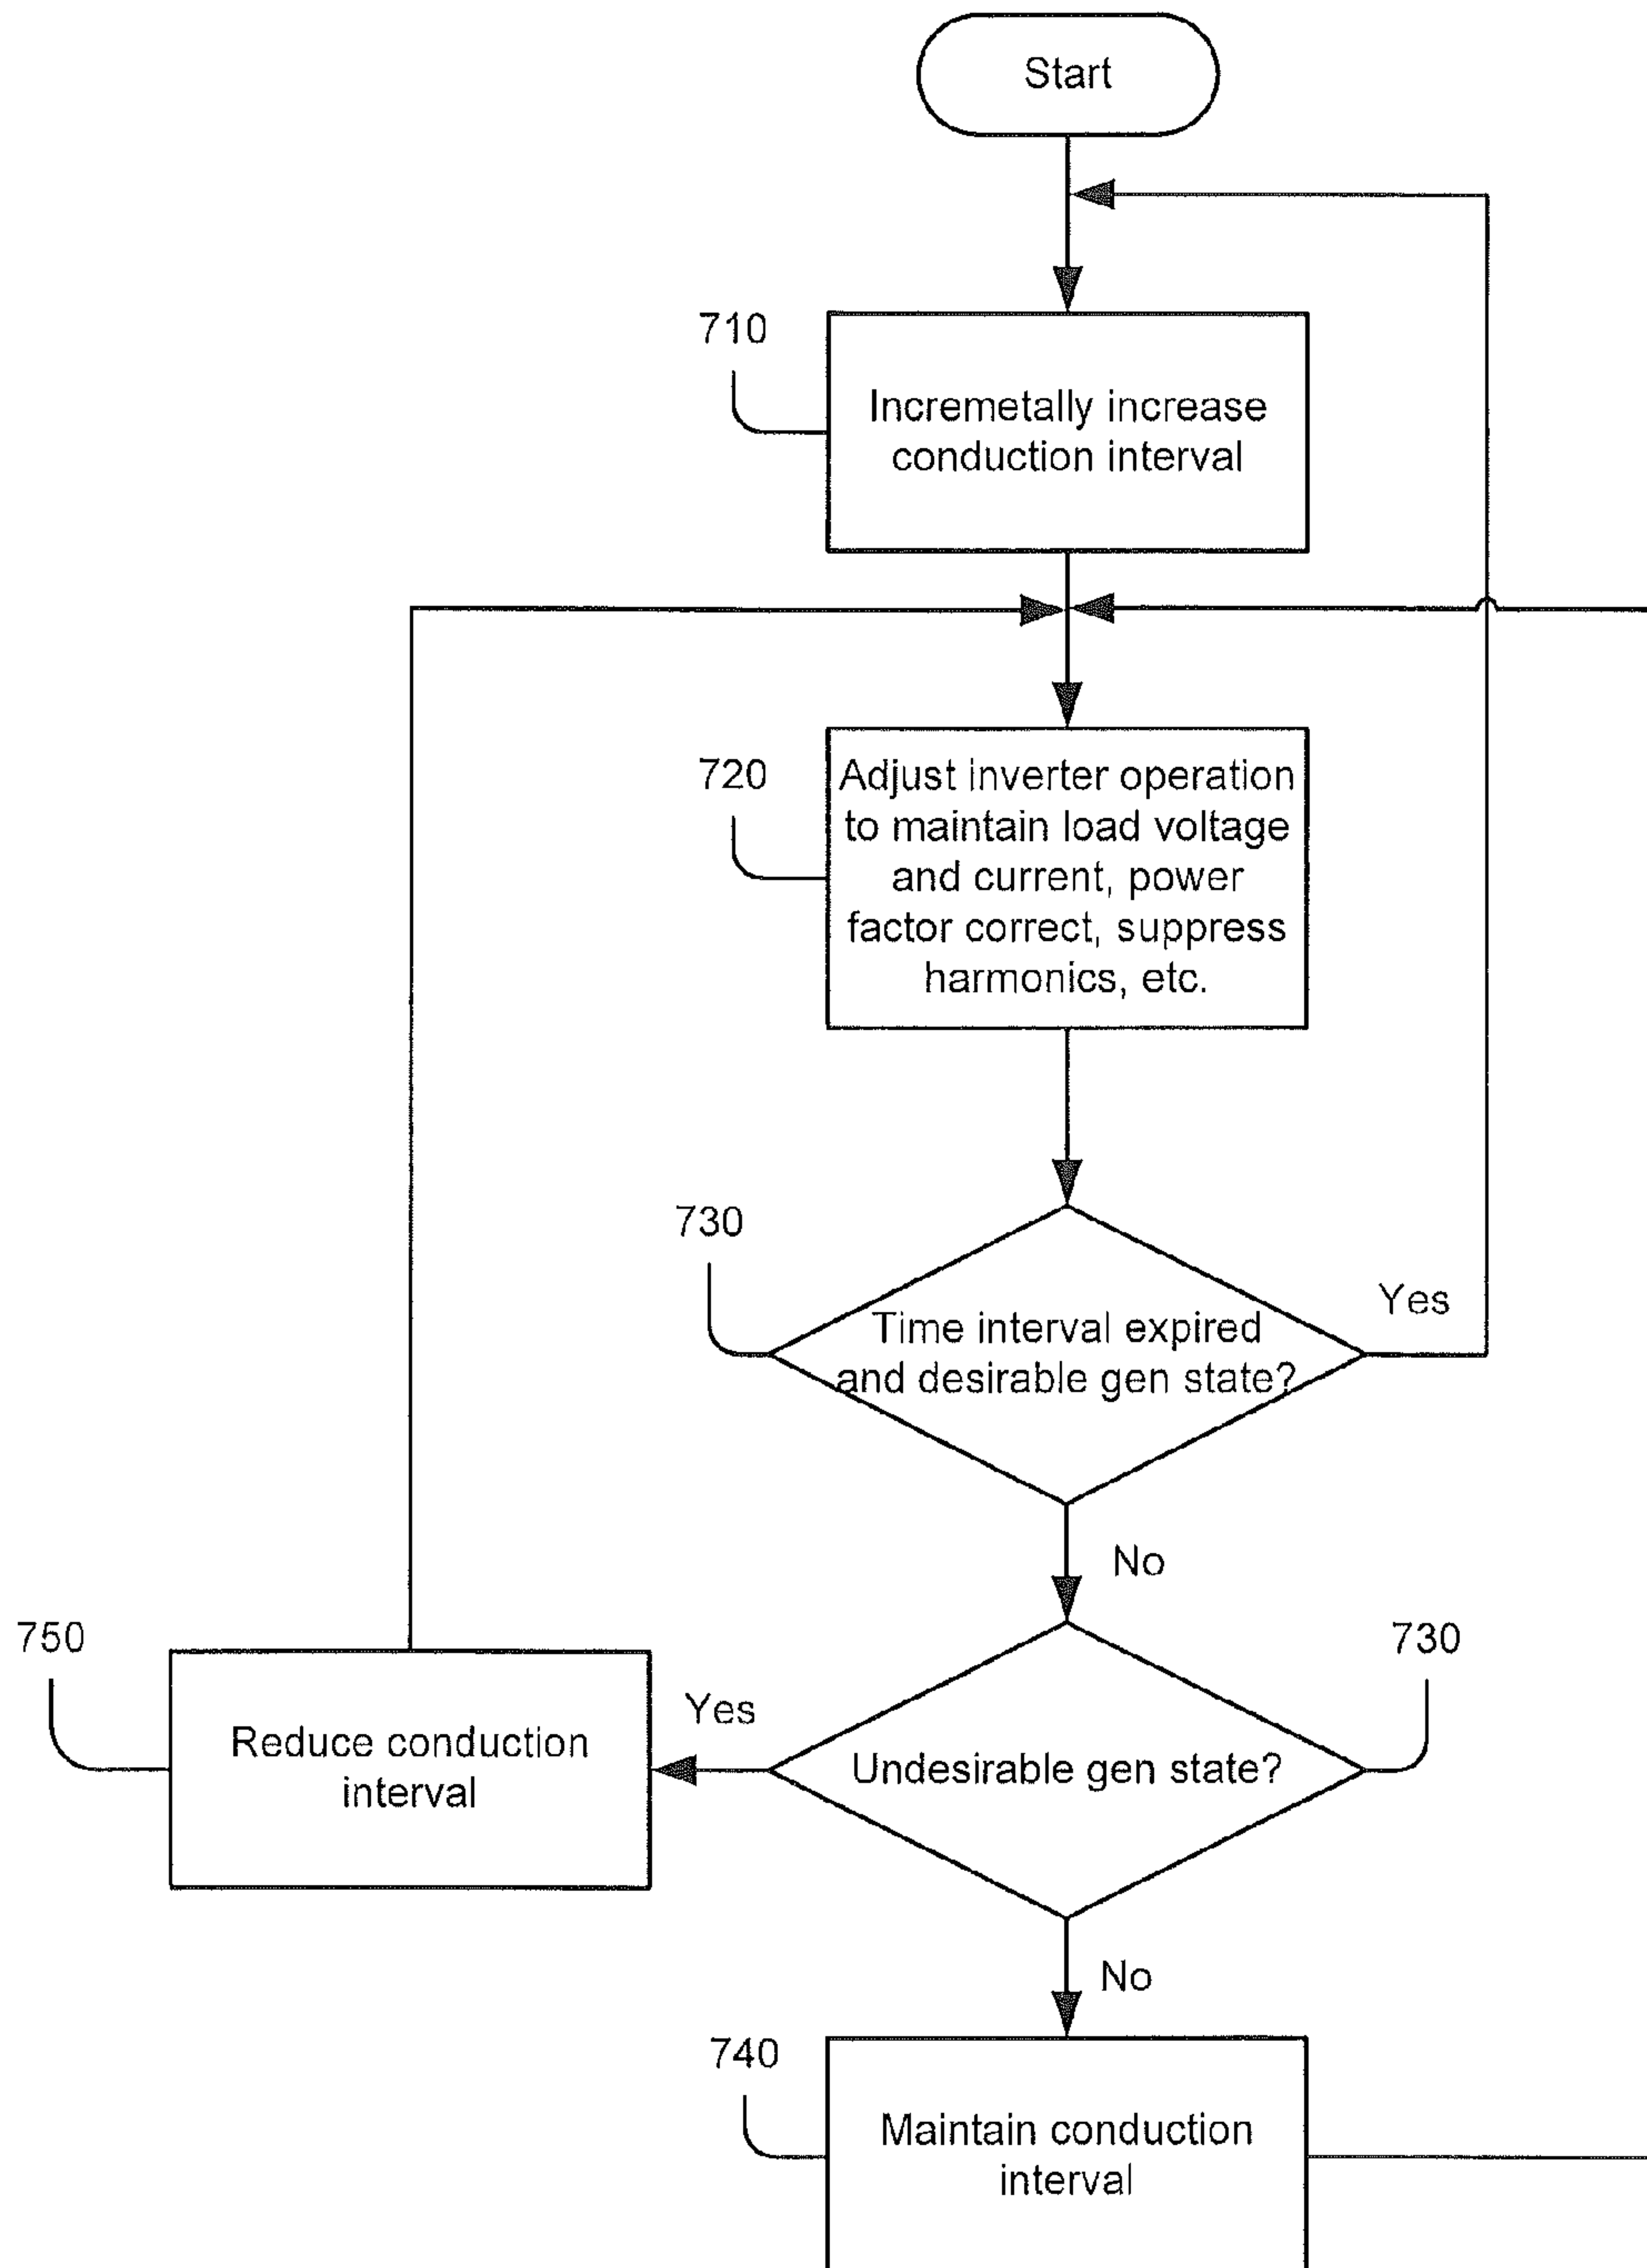 Start
710
Incremetally increase
conduction interval
720
Adjust inverter operation
to maintain load voltage
and current, power
factor correct, suppress
harmonics, etc.
730
Time interval expired
and desirable gen state?
Yes
No
750
Reduce conduction
interval
Yes
Undesirable gen state?
730
No
740
Maintain conduction
interval